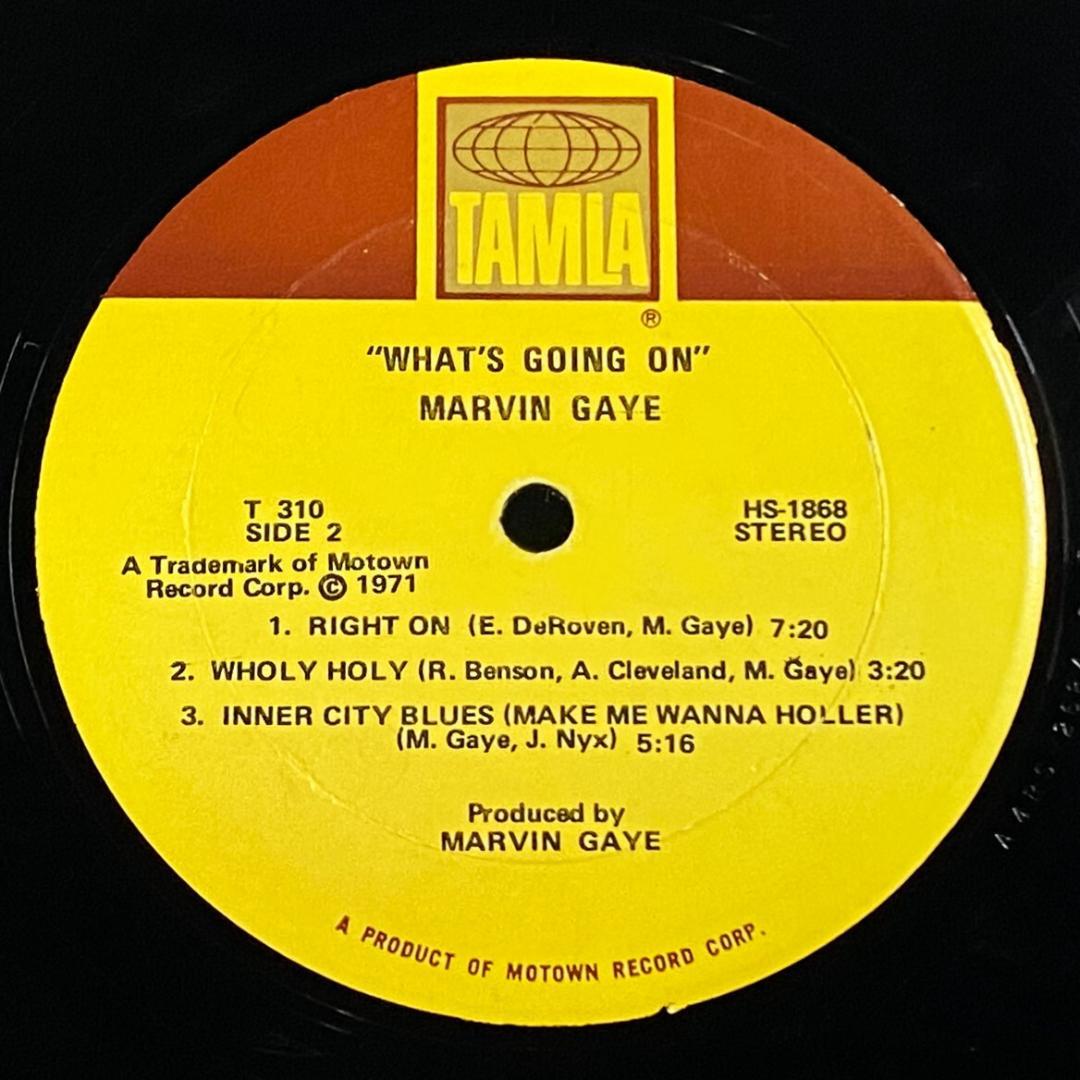 TAMLA
®
"WHAT'S GOING ON"
MARVIN GAYE
T 310
SIDE 2
HS-1868
STEREO
A Trademark of Motown
Record Corp. © 1971
1. RIGHT ON (E. DeRoven, M. Gaye) 7:20
2. WHOLY HOLY (R. Benson, A. Cleveland, M. Gaye) 3:20
3. INNER CITY BLUES (MAKE ME WANNA HOLLER)
(M. Gaye, J. Nyx) 5:16
Produced by
MARVIN GAYE
A PRODUCT OF MOTOWN RECORD CORP.